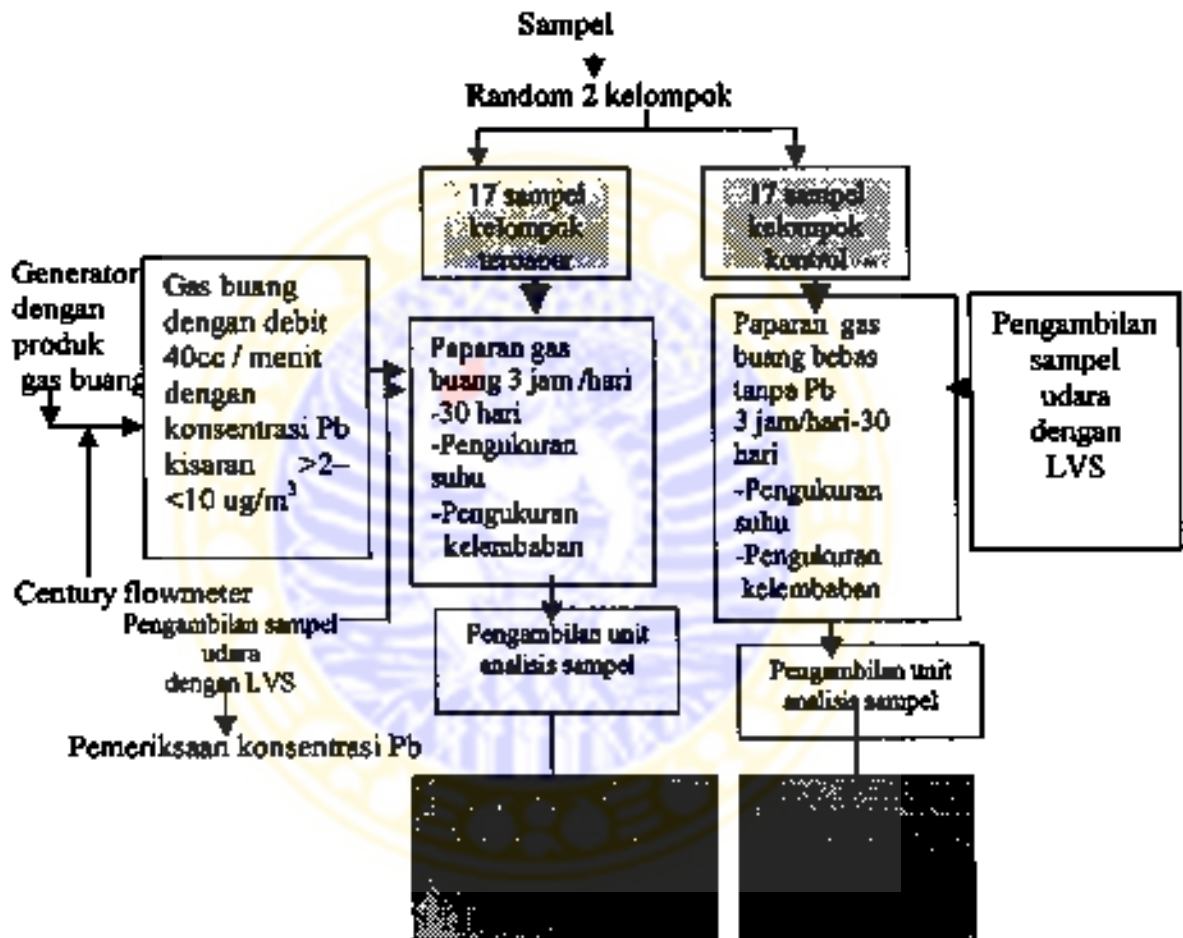 Sampel
Random 2 kelompok
17 sampel
kelompok
17 sampel
kelompok
kontrol
Generator
dengan
produk
gas buang
Gas buang
dengan debit
40cc / menit
dengan
konsentrasi Pb
kisaran >2–
<10 ug/m³
Century flowmeter
Pengambilan sampel
udara
dengan LVS
Pemeriksaan konsentrasi Pb
Paparan gas
buang 3 jam /hari
-30 hari
-Pengukuran
suhu
-Pengukuran
kelembaban
Pengambilan unit
analisis sampel
Paparan gas
buang bebas
tanpa Pb
3 jam/hari-30
hari
-Pengukuran
suhu
-Pengukuran
kelembaban
Pengambilan unit
analisis sampel
Pengambilan
sampel
udara
dengan
LVS